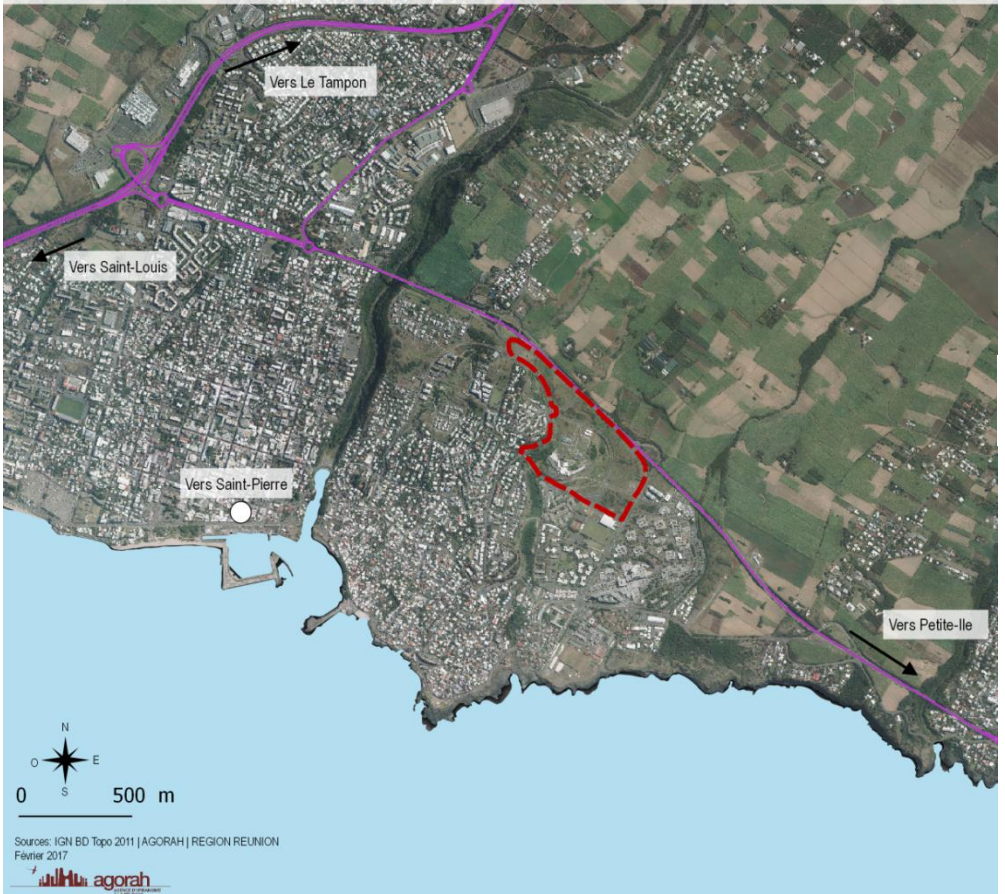 Vers Le Tampon
Vers Saint-Louis
Vers Saint-Pierre
Vers Petite-Ile
N
O E
S
0 500 m
Sources: IGN BD Topo 2011 | AGORAH | REGION REUNION
Février 2017
agorah